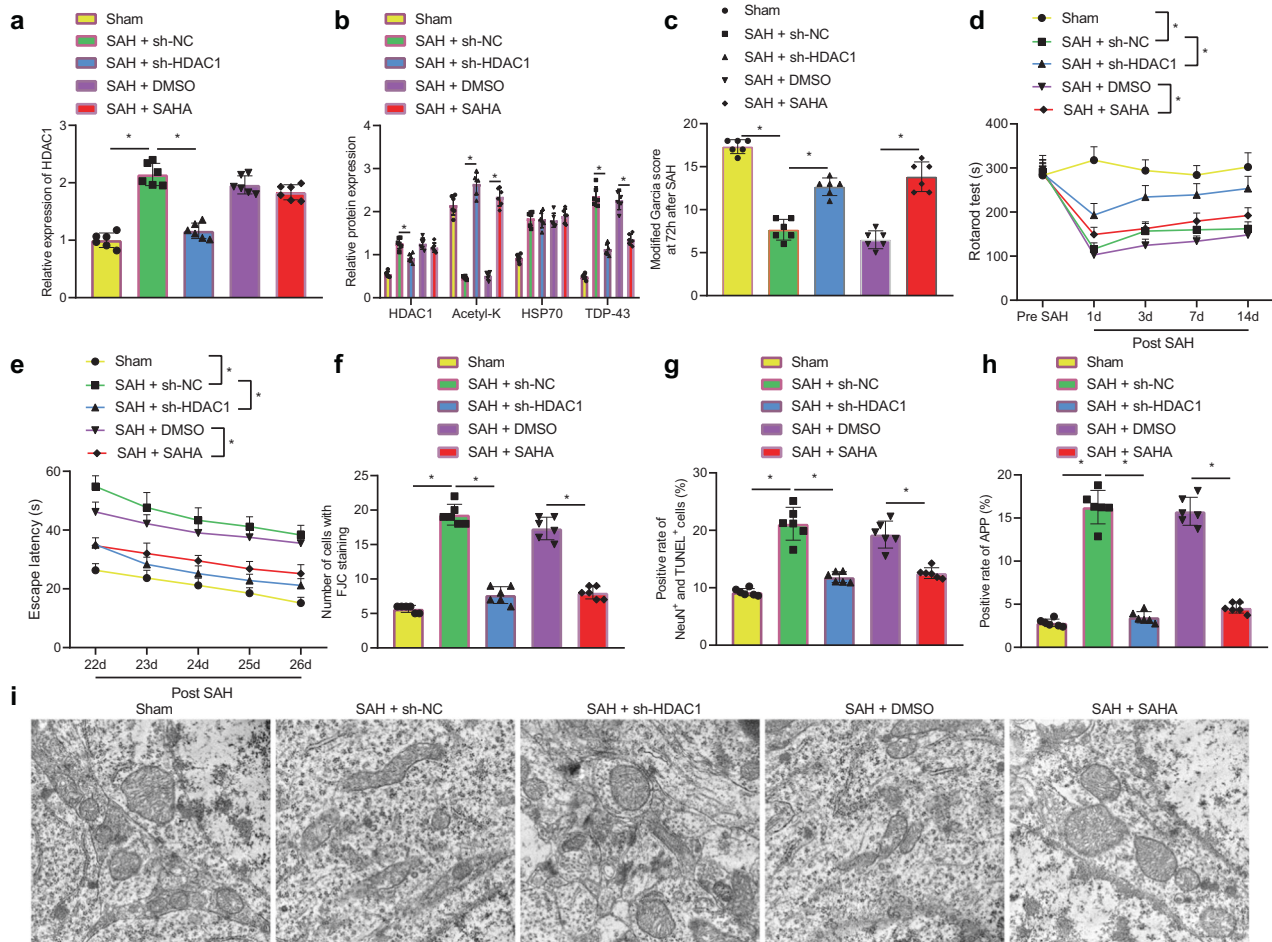 a
Sham
SAH + sh-NC
SAH + sh-HDAC1
SAH + DMSO
SAH + SAHA
Relative expression of HDAC1
3
2
1
0
*
*
b
Sham
SAH + sh-NC
SAH + sh-HDAC1
SAH + DMSO
SAH + SAHA
Relative protein expression
4
3
2
1
0
*
*
*
*
*
HDAC1
Acetyl-K
HSP70
TDP-43
c
Sham
SAH + sh-NC
SAH + sh-HDAC1
SAH + DMSO
SAH + SAHA
Modified Garcia score
at 72h after SAH
20
15
10
5
0
*
*
*
d
Sham
SAH + sh-NC
SAH + sh-HDAC1
SAH + DMSO
SAH + SAHA
*
*
*
Rotarod test (s)
400
300
200
100
0
Pre SAH
1d
3d
7d
14d
Post SAH
e
Sham
SAH + sh-NC
SAH + sh-HDAC1
SAH + DMSO
SAH + SAHA
*
*
*
Escape latency (s)
60
40
20
0
22d
23d
24d
25d
26d
Post SAH
f
Sham
SAH + sh-NC
SAH + sh-HDAC1
SAH + DMSO
SAH + SAHA
Number of cells with
FJC staining
25
20
15
10
5
0
*
*
*
g
Sham
SAH + sh-NC
SAH + sh-HDAC1
SAH + DMSO
SAH + SAHA
Positive rate of
NeuN⁺ and TUNEL⁺ cells (%)
30
20
10
0
*
*
*
h
Sham
SAH + sh-NC
SAH + sh-HDAC1
SAH + DMSO
SAH + SAHA
Positive rate of APP (%)
20
15
10
5
0
*
*
*
i
Sham
SAH + sh-NC
SAH + sh-HDAC1
SAH + DMSO
SAH + SAHA